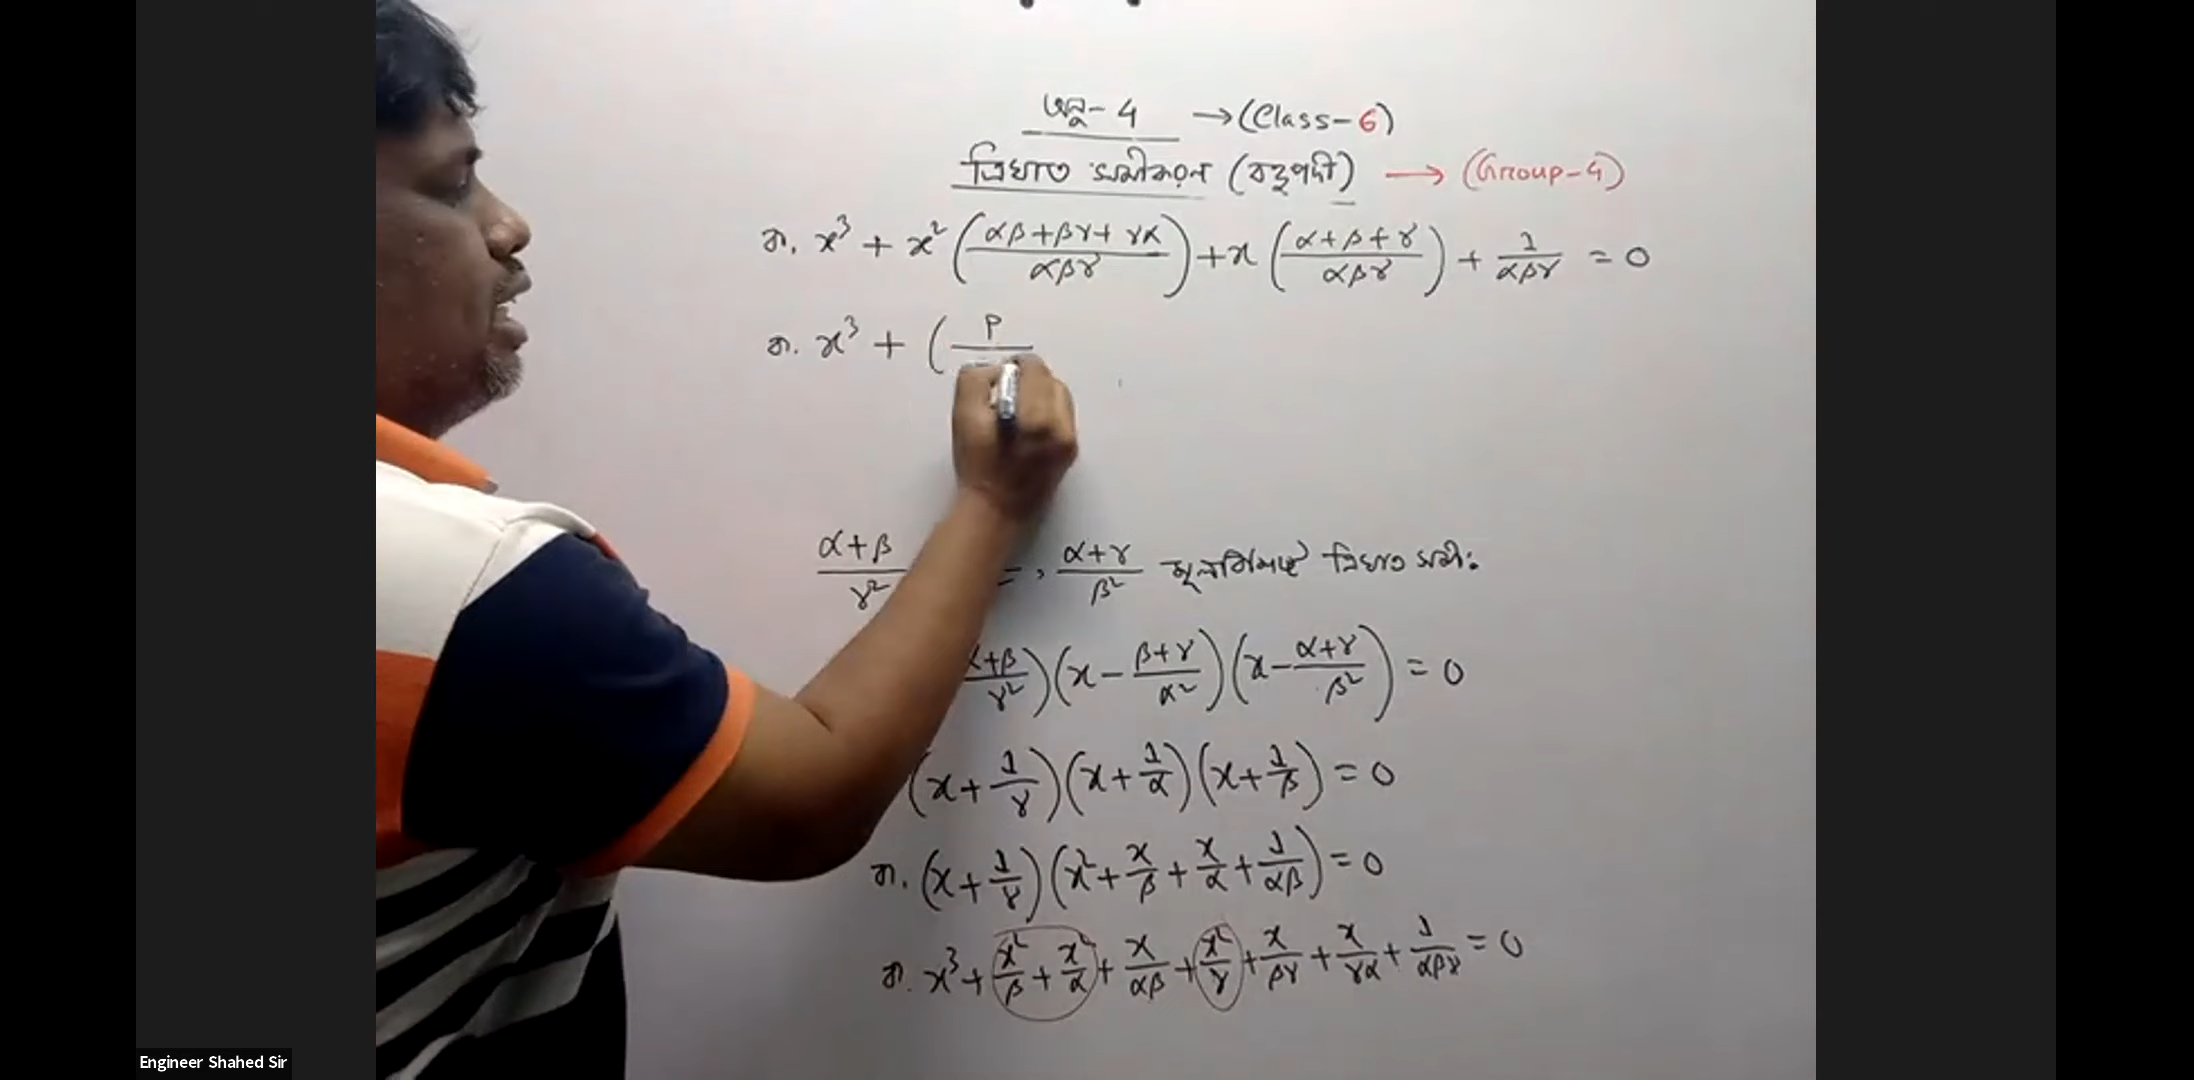 অনু- 4 → (Class-6)
ত্রিঘাত সমীকরণ (বহুপদী) → (Group-4)
বা, x³ + x² ((αβ+βγ+γα)/αβγ) + x ((α+β+γ)/αβγ) + 1/αβγ = 0
বা, x³ + (P/
(α+β)/γ² , (α+γ)/β² মূলবিশিষ্ট ত্রিঘাত সমী:
α+β/γ²) (x - (β+γ)/α²) (x - (α+γ)/β²) = 0
(x + 1/γ) (x + 1/α) (x + 1/β) = 0
বা, (x + 1/γ) (x² + x/β + x/α + 1/αβ) = 0
বা, x³ + x²/β + x²/α + x/αβ + x²/γ + x/βγ + x/γα + 1/αβγ = 0
Engineer Shahed Sir